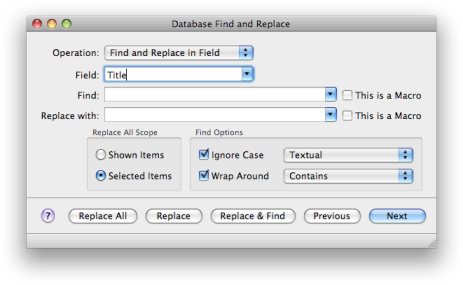 Database Find and Replace
Operation: Find and Replace in Field
Field: Title
Find: This is a Macro
Replace with: This is a Macro
Replace All Scope Find Options
Shown Items Ignore Case Textual
Selected Items Wrap Around Contains
? Replace All Replace Replace & Find Previous Next